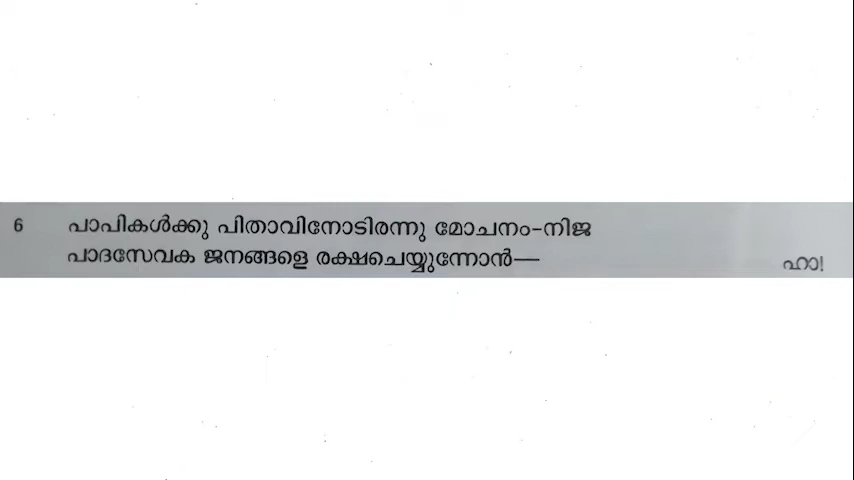 6 പാപികൾക്കു പിതാവിനോടിരന്നു മോചനം-നിജ
പാദസേവക ജനങ്ങളെ രക്ഷചെയ്യുന്നോൻ— ഹാ!